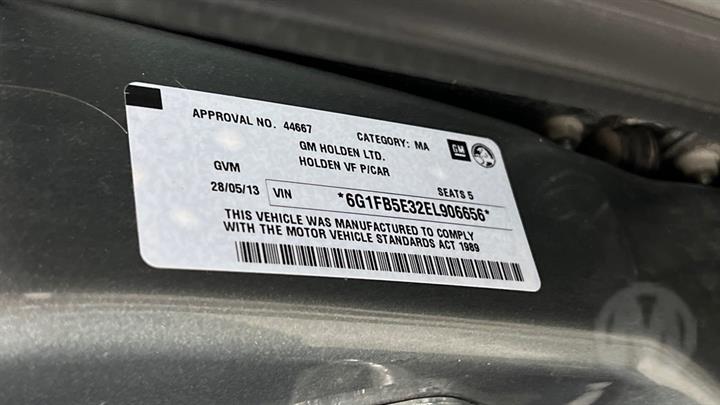 APPROVAL NO. 44667 CATEGORY: MA
GM HOLDEN LTD. GM
GVM HOLDEN VF P/CAR
28/05/13 VIN SEATS 5
*6G1FB5E32EL906656*
THIS VEHICLE WAS MANUFACTURED TO COMPLY
WITH THE MOTOR VEHICLE STANDARDS ACT 1989